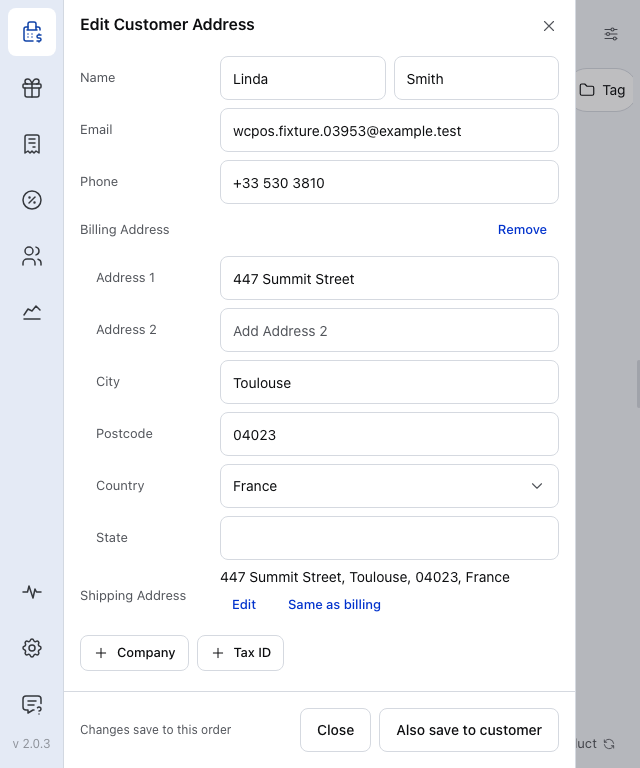 Edit Customer Address
Name
Linda
Smith
Email
wcpos.fixture.03953@example.test
Phone
+33 530 3810
Billing Address
Remove
Address 1
447 Summit Street
Address 2
Add Address 2
City
Toulouse
Postcode
04023
Country
France
State
447 Summit Street, Toulouse, 04023, France
Shipping Address
Edit
Same as billing
+ Company
+ Tax ID
Changes save to this order
Close
Also save to customer
Tag
v 2.0.3